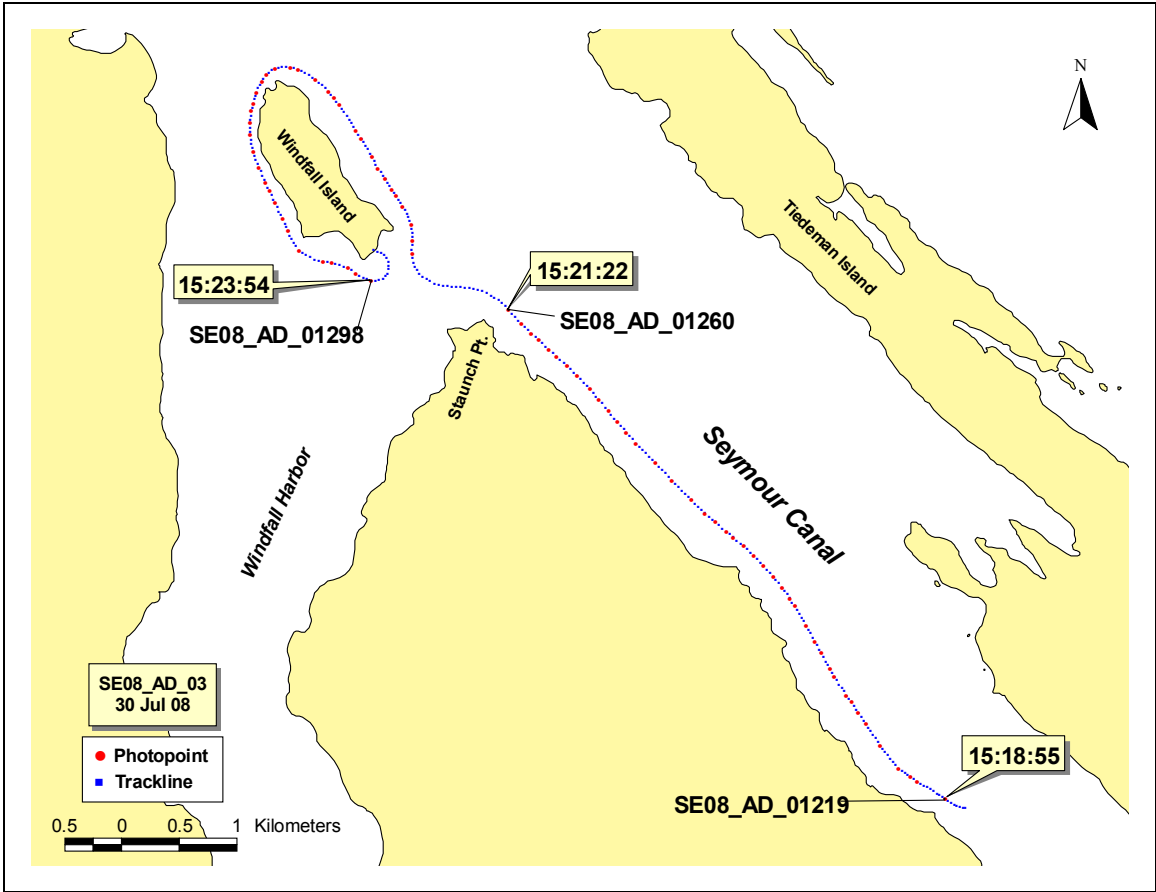 N
Windfall Island
Tiedeman Island
15:23:54
15:21:22
SE08_AD_01298
SE08_AD_01260
Staunch Pt.
Seymour Canal
Windfall Harbor
SE08_AD_03
30 Jul 08
Photopoint
Trackline
15:18:55
SE08_AD_01219
0.5 0 0.5 1 Kilometers